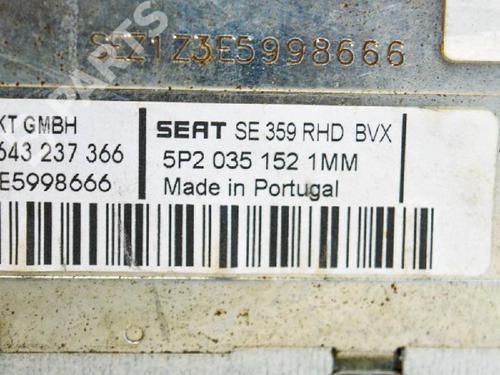 SEZ1Z3E5998666
KT GMBH
643 237 366
E5998666
SEAT SE 359 RHD BVX
5P2 035 152 1MM
Made in Portugal
PARTS